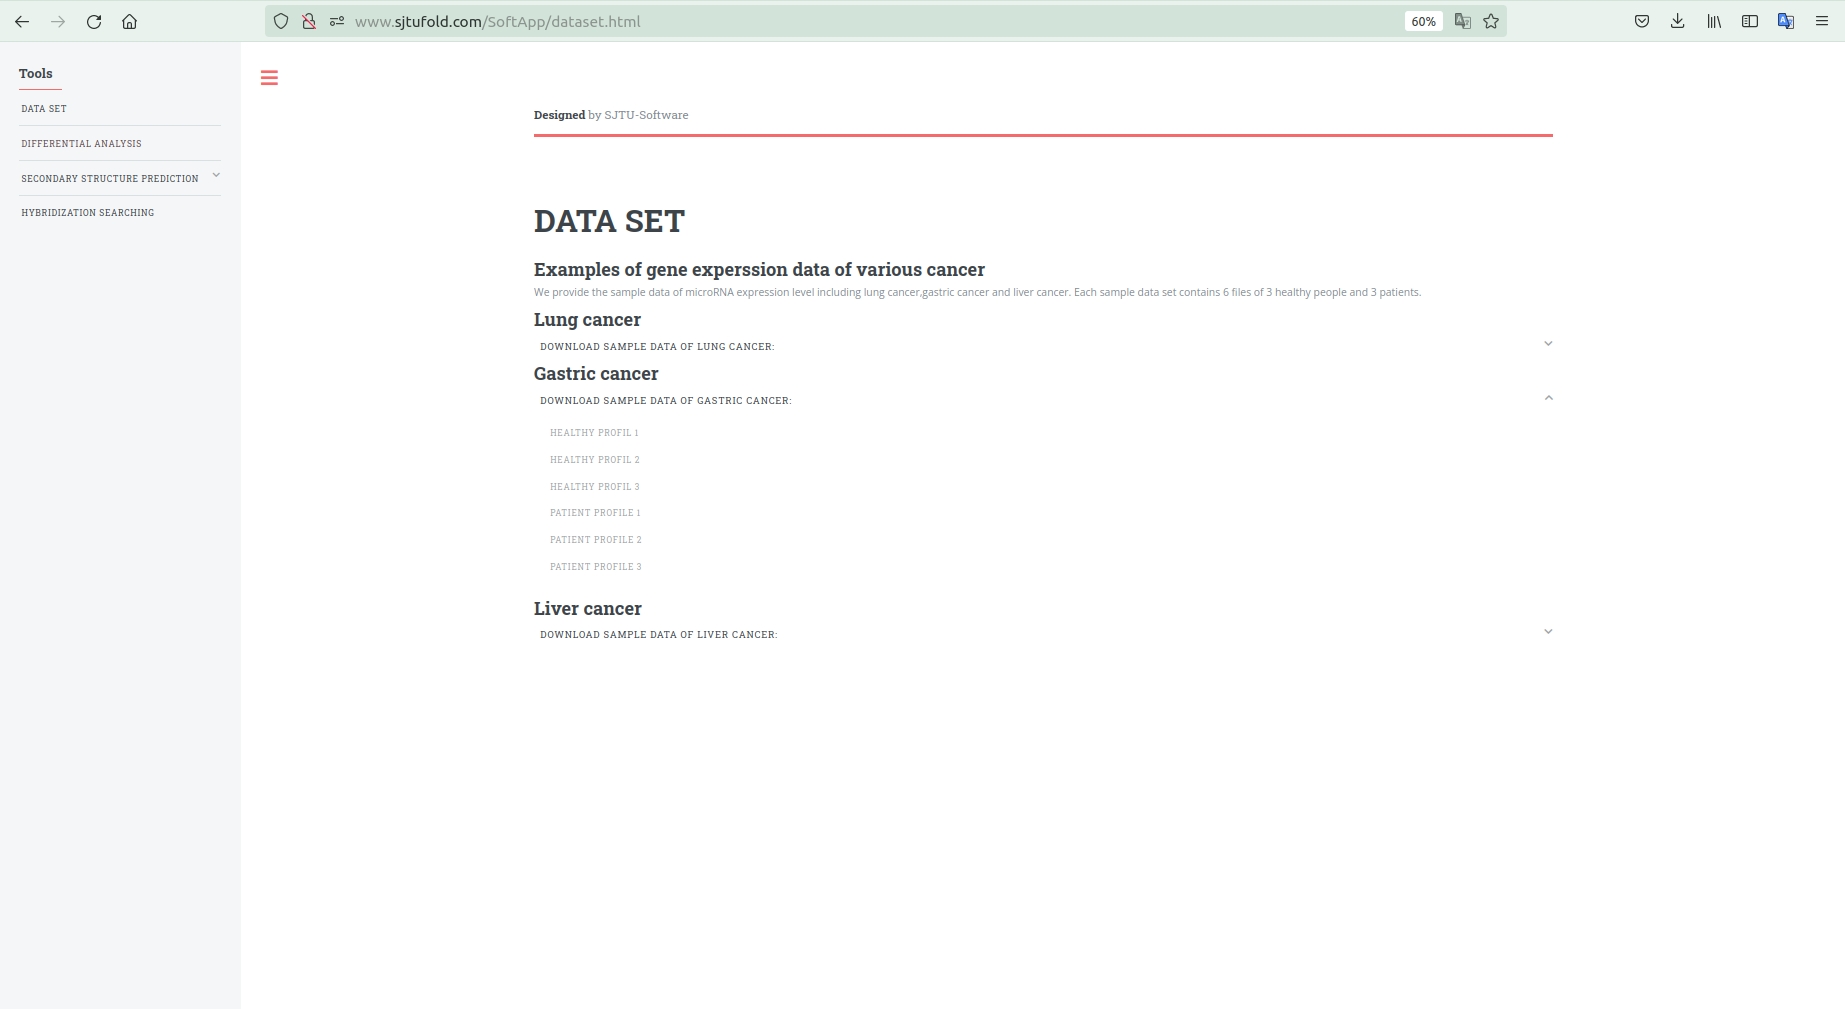 www.sjtufold.com/SoftApp/dataset.html
60%
Tools
DATA SET
DIFFERENTIAL ANALYSIS
SECONDARY STRUCTURE PREDICTION
HYBRIDIZATION SEARCHING
Designed by SJTU-Software
DATA SET
Examples of gene experssion data of various cancer
We provide the sample data of microRNA expression level including lung cancer,gastric cancer and liver cancer. Each sample data set contains 6 files of 3 healthy people and 3 patients.
Lung cancer
DOWNLOAD SAMPLE DATA OF LUNG CANCER:
Gastric cancer
DOWNLOAD SAMPLE DATA OF GASTRIC CANCER:
HEALTHY PROFIL 1
HEALTHY PROFIL 2
HEALTHY PROFIL 3
PATIENT PROFILE 1
PATIENT PROFILE 2
PATIENT PROFILE 3
Liver cancer
DOWNLOAD SAMPLE DATA OF LIVER CANCER: